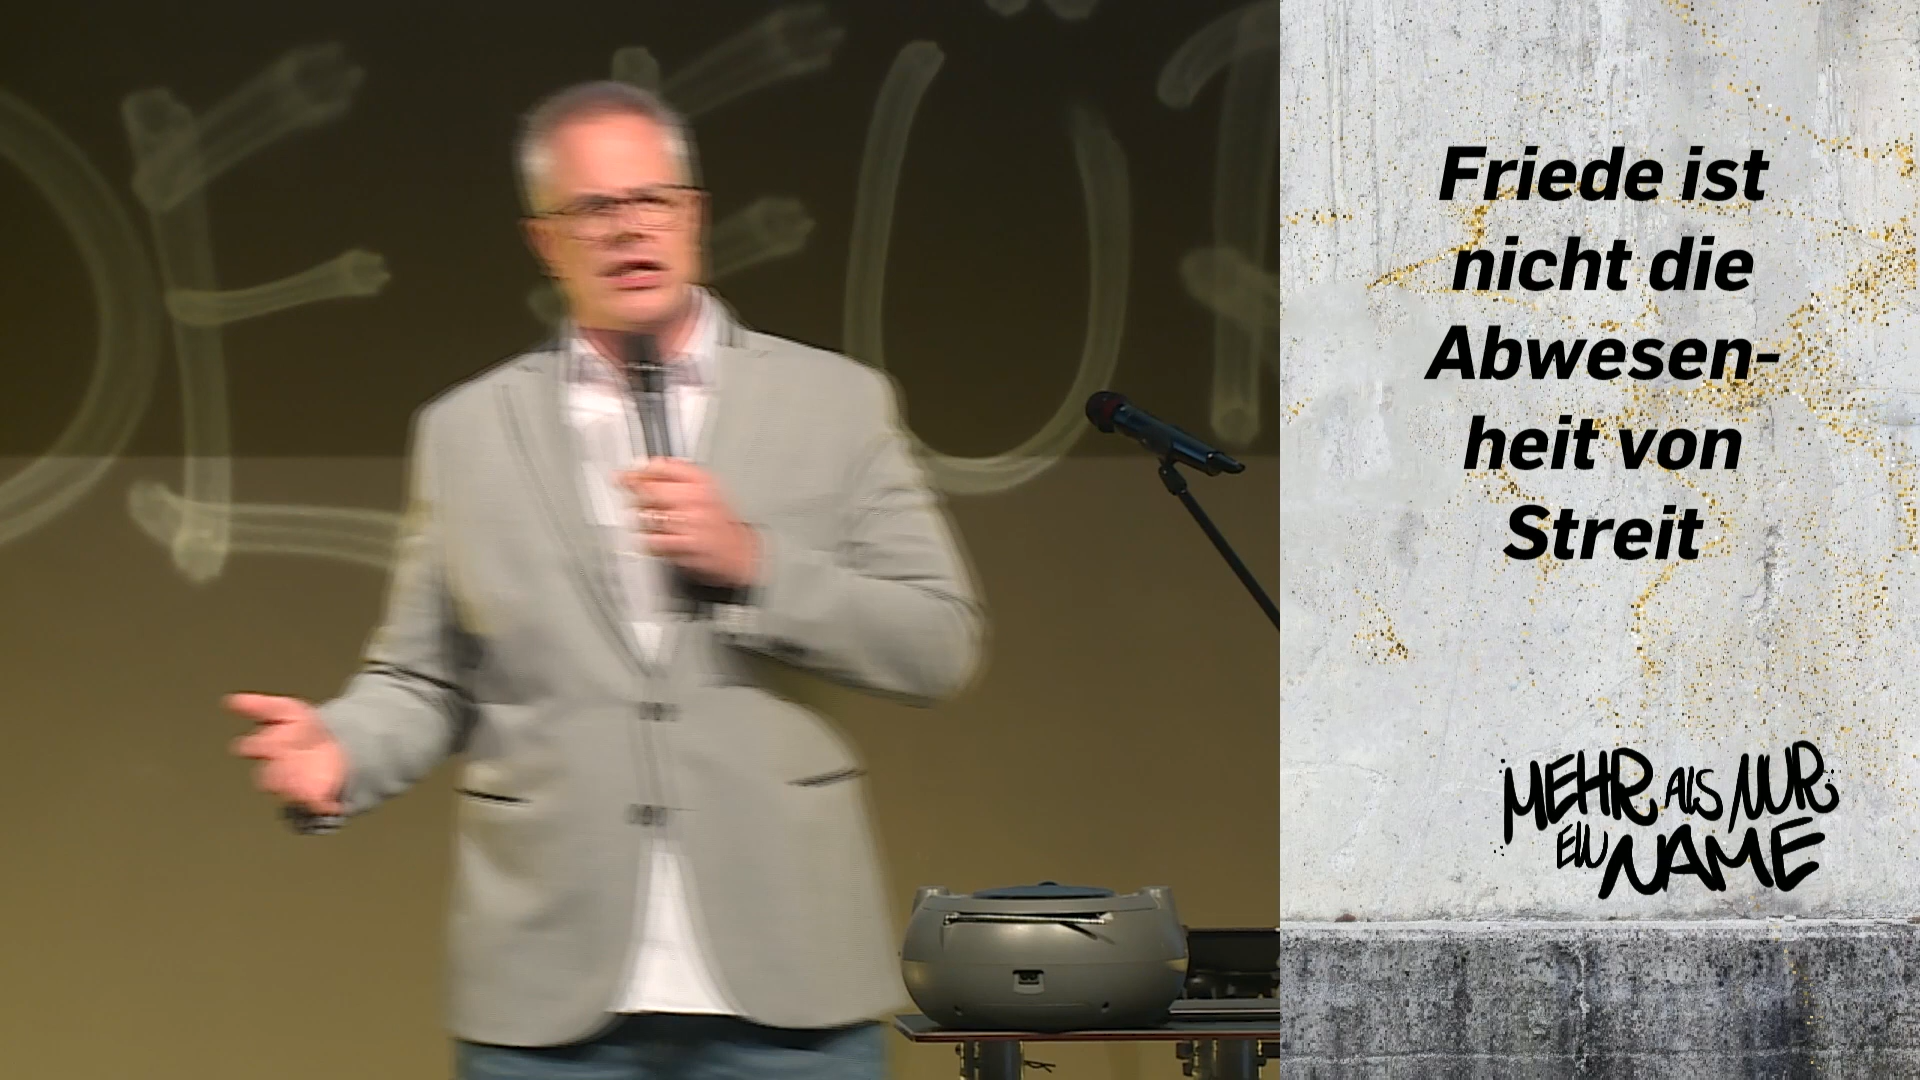 Friede ist
nicht die
Abwesen-
heit von
Streit
MEHR ALS NUR
EIN NAME